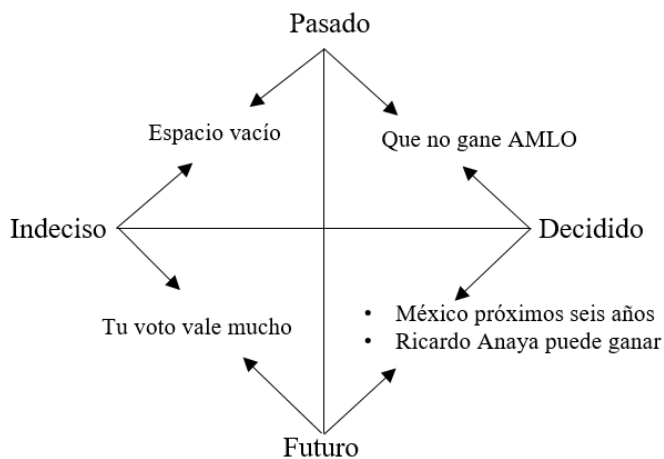 Pasado
Espacio vacío
Que no gane AMLO
Indeciso
Decidido
Tu voto vale mucho
• México próximos seis años
• Ricardo Anaya puede ganar
Futuro